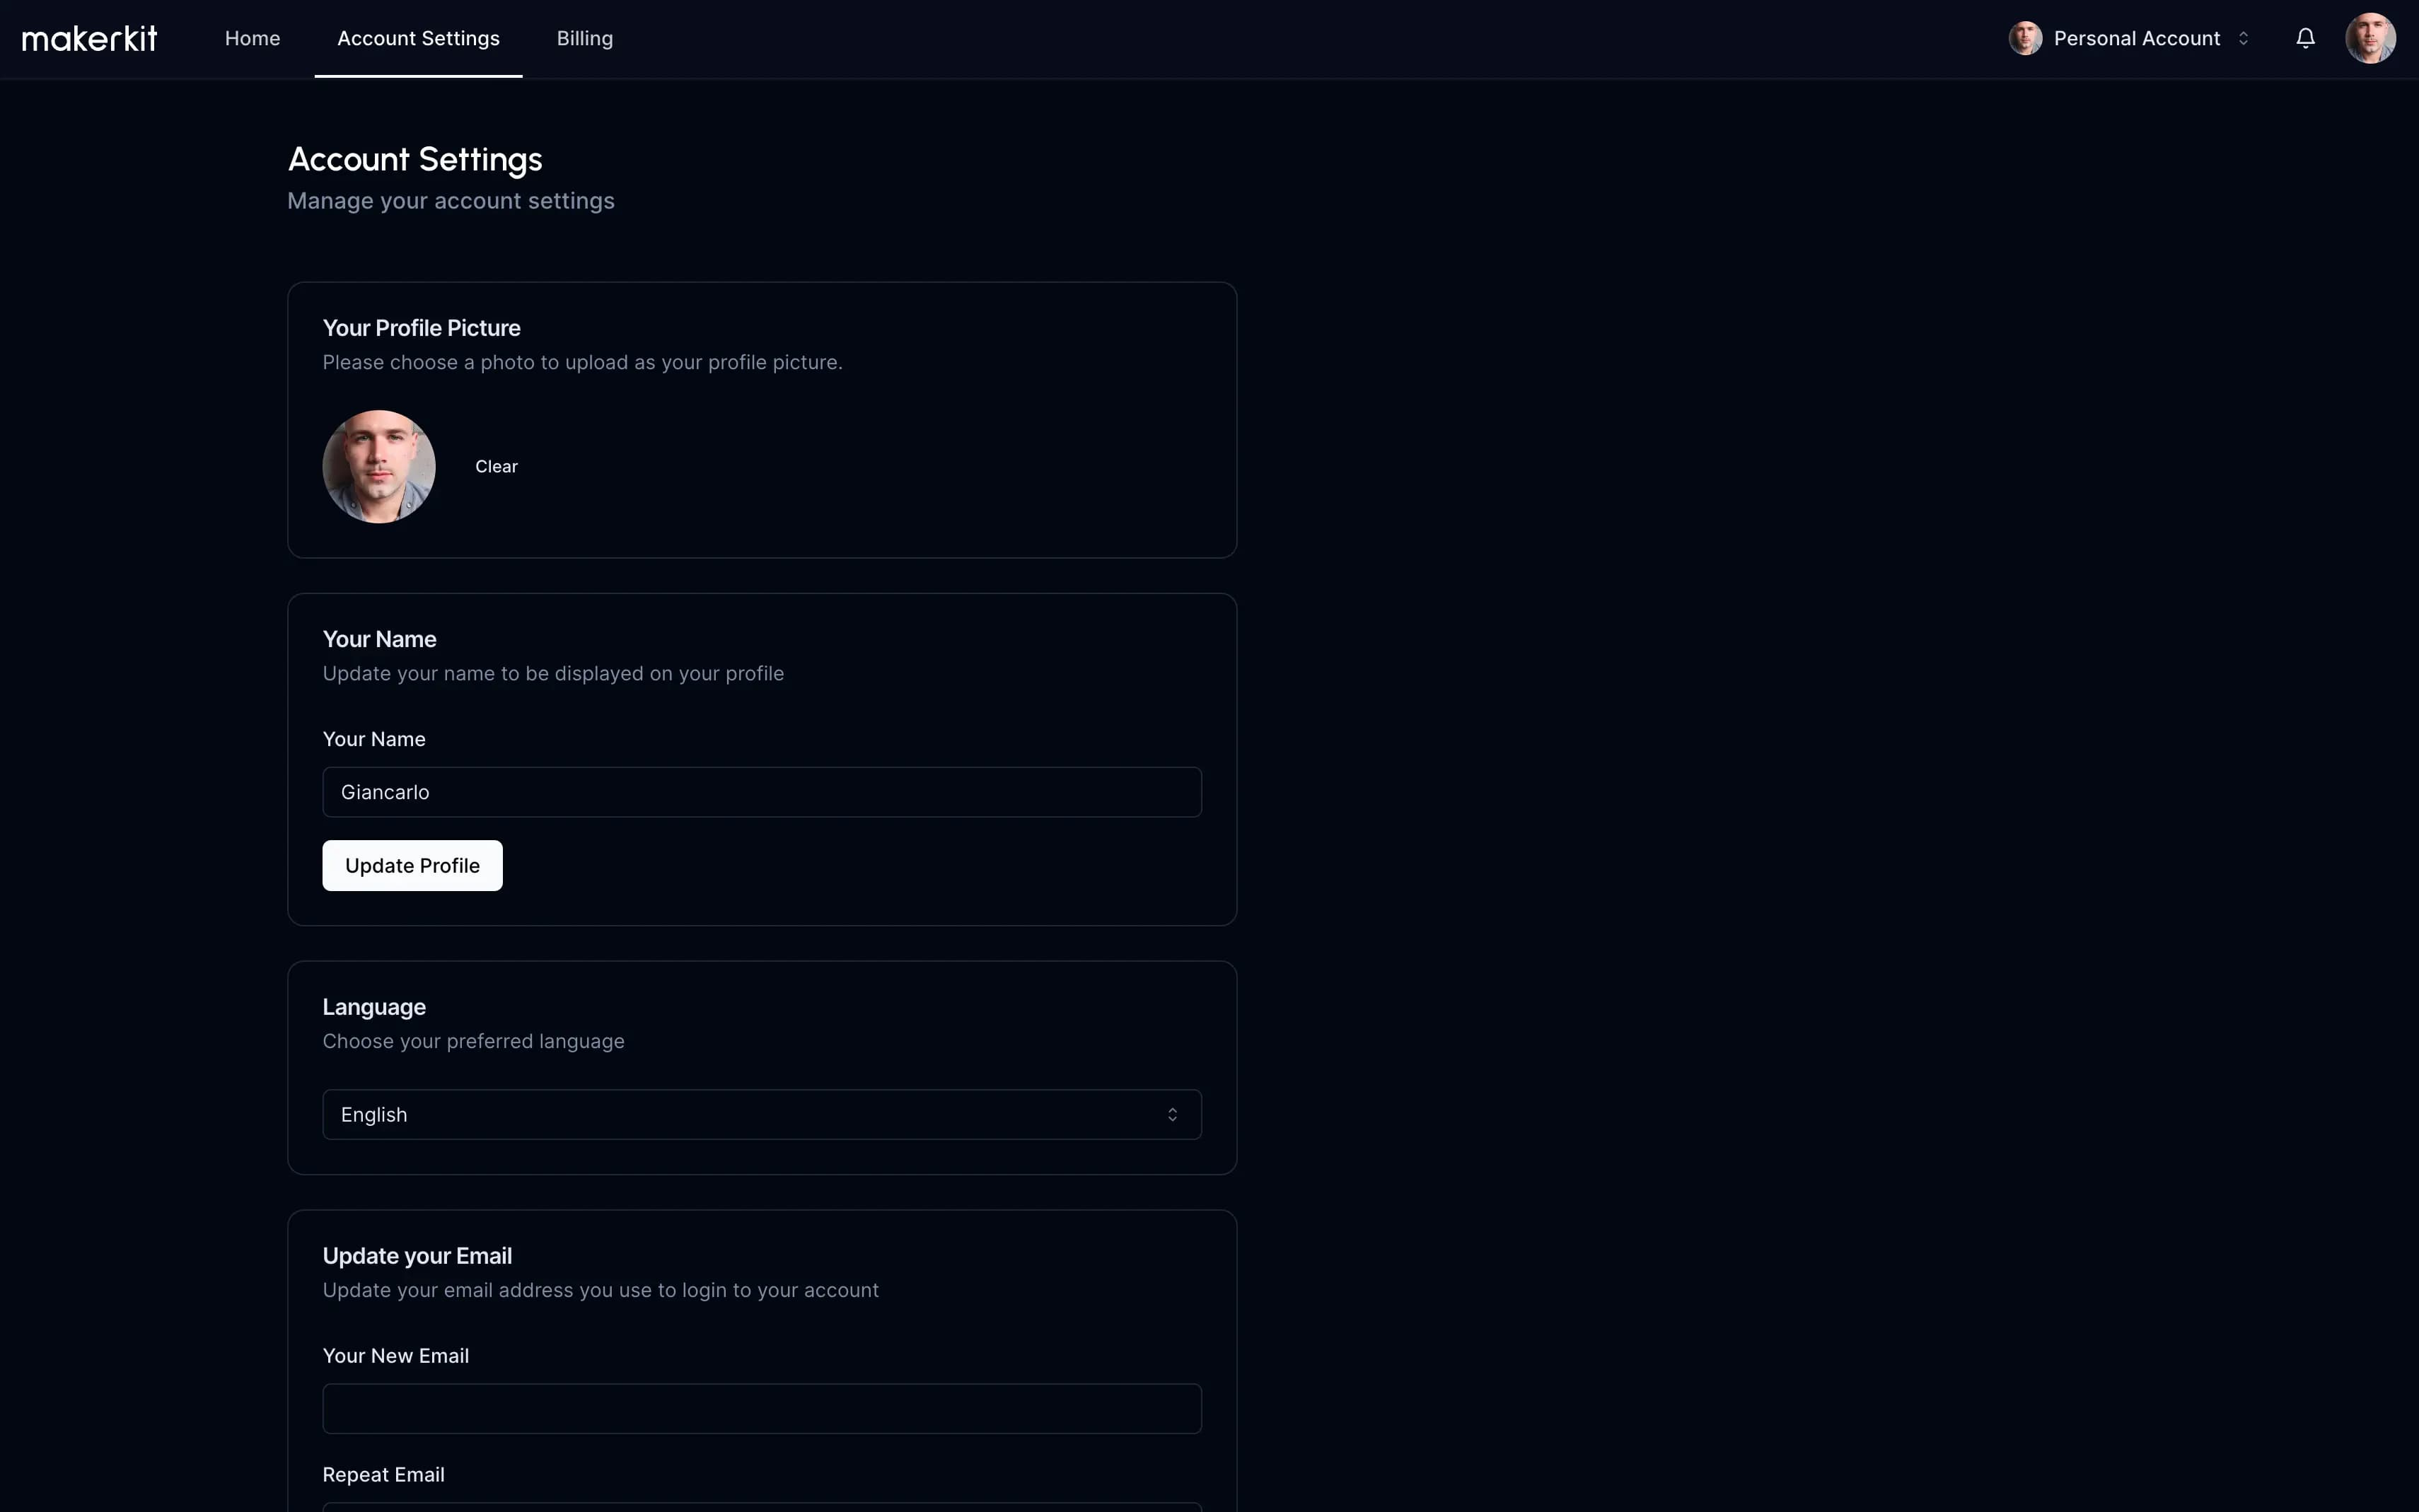 makerkit
Home
Account Settings
Billing
Personal Account
Account Settings
Manage your account settings
Your Profile Picture
Please choose a photo to upload as your profile picture.
Clear
Your Name
Update your name to be displayed on your profile
Your Name
Giancarlo
Update Profile
Language
Choose your preferred language
English
Update your Email
Update your email address you use to login to your account
Your New Email
Repeat Email